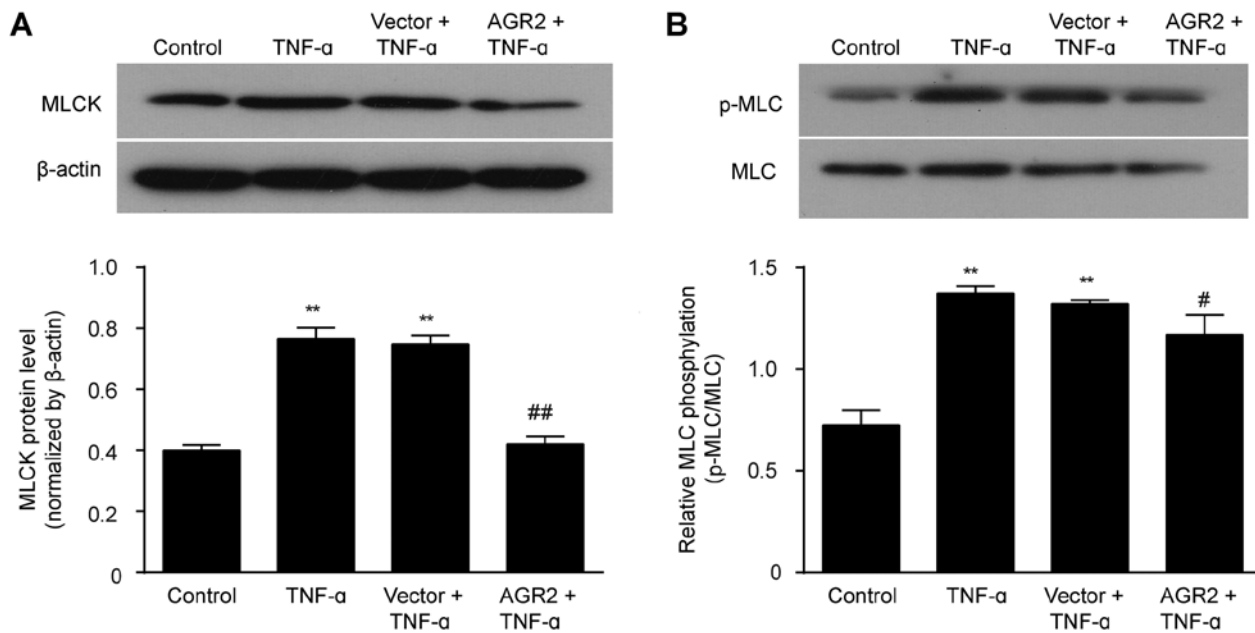 A
Control
TNF-α
Vector +
TNF-α
AGR2 +
TNF-α
MLCK
β-actin
1.0
0.8
0.6
0.4
0.2
0
MLCK protein level
(normalized by β-actin)
**
**
##
Control
TNF-α
Vector +
TNF-α
AGR2 +
TNF-α
B
Control
TNF-α
Vector +
TNF-α
AGR2 +
TNF-α
p-MLC
MLC
1.5
1.0
0.5
0
Relative MLC phosphylation
(p-MLC/MLC)
**
**
#
Control
TNF-α
Vector +
TNF-α
AGR2 +
TNF-α